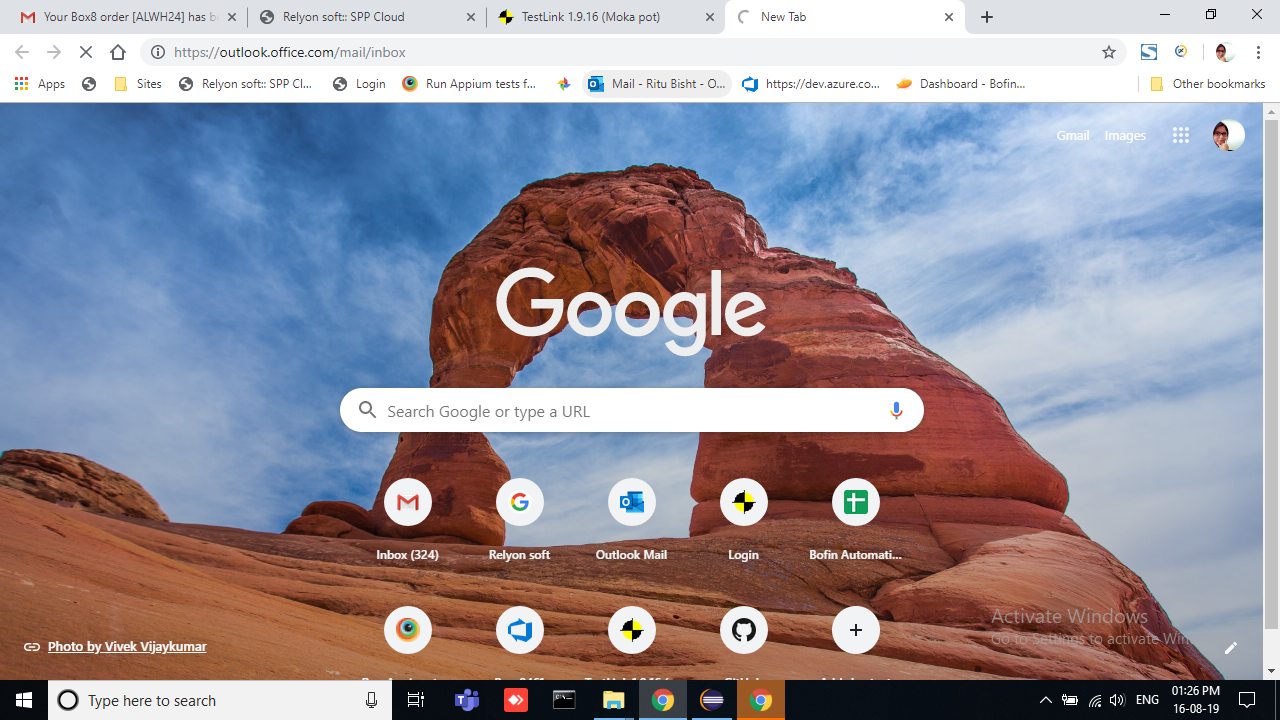 Your Box8 order [ALWH24] has b
Relyon soft:: SPP Cloud
TestLink 1.9.16 (Moka pot)
New Tab
https://outlook.office.com/mail/inbox
Apps
Sites
Relyon soft:: SPP Cl...
Login
Run Appium tests f...
Mail - Ritu Bisht - O...
https://dev.azure.co...
Dashboard - Bofin...
Other bookmarks
Gmail
Images
Google
Search Google or type a URL
Inbox (324)
Relyon soft
Outlook Mail
Login
Bofin Automati...
Activate Windows
Go to Settings to activate Win
Photo by Vivek Vijaykumar
Type here to search
ENG
01:26 PM
16-08-19